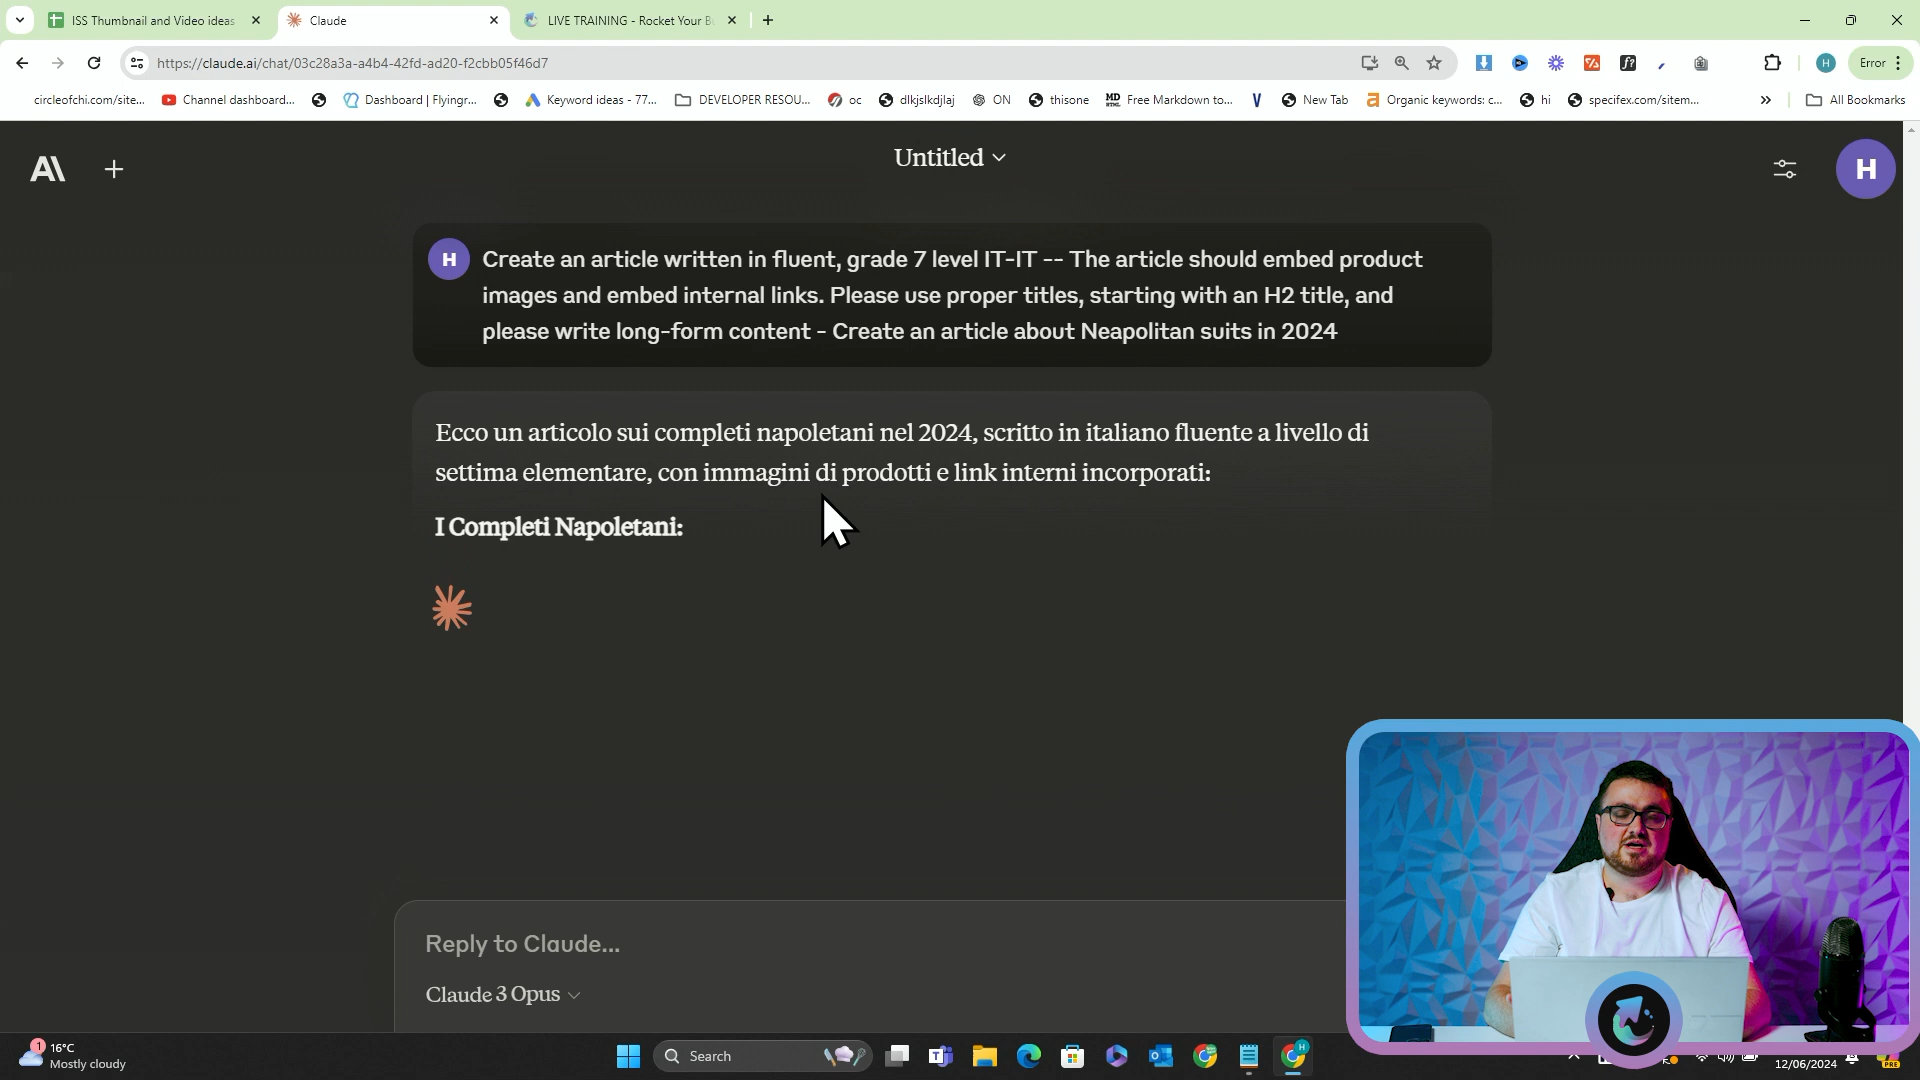 ISS Thumbnail and Video ideas
Claude
LIVE TRAINING - Rocket Your B
https://claude.ai/chat/03c28a3a-a4b4-42fd-ad20-f2cbb05f46d7
Error
circleofchi.com/site...
Channel dashboard...
Dashboard | Flyingr...
Keyword ideas - 77...
DEVELOPER RESOU...
oc
dlkjslkdjlaj
ON
thisone
Free Markdown to...
New Tab
Organic keywords: c...
hi
specifex.com/sitem...
All Bookmarks
Untitled
H
H
Create an article written in fluent, grade 7 level IT-IT -- The article should embed product
images and embed internal links. Please use proper titles, starting with an H2 title, and
please write long-form content - Create an article about Neapolitan suits in 2024
Ecco un articolo sui completi napoletani nel 2024, scritto in italiano fluente a livello di
settima elementare, con immagini di prodotti e link interni incorporati:
I Completi Napoletani:
Reply to Claude...
Claude 3 Opus
1
16°C
Mostly cloudy
Search
12/06/2024